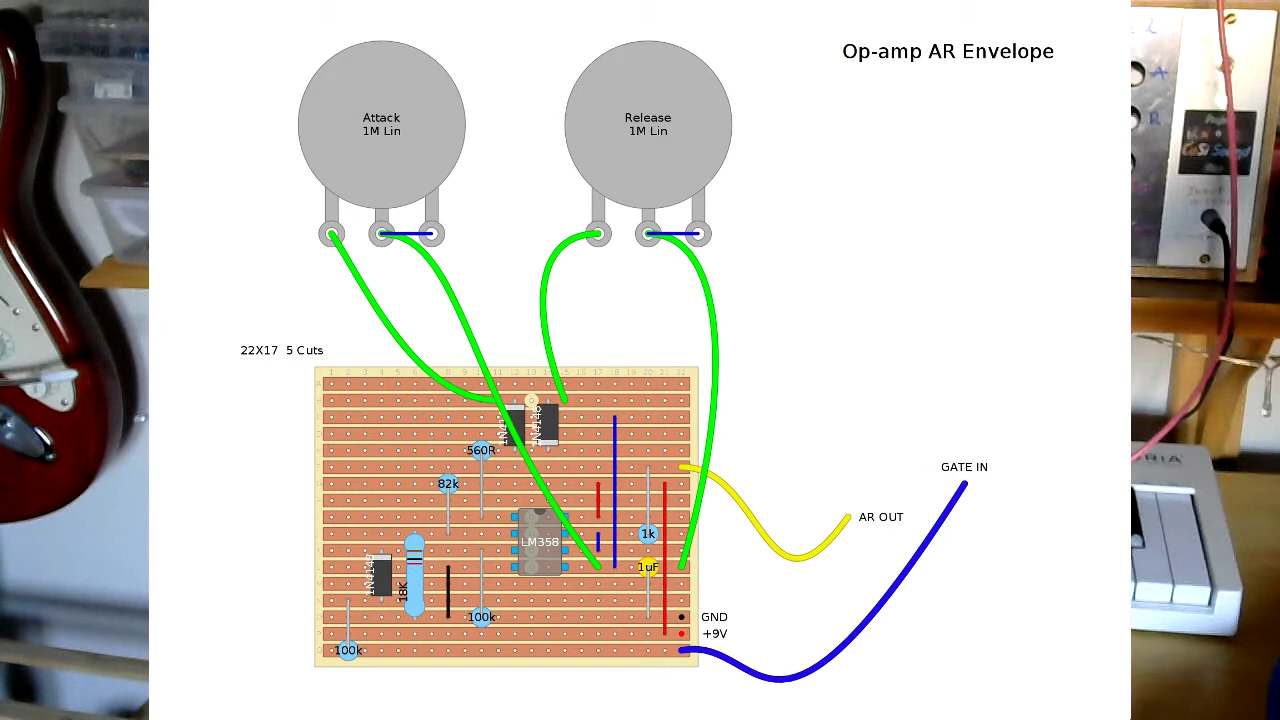 Op-amp AR Envelope
Attack
1M Lin
Release
1M Lin
22X17 5 Cuts
1N4148
560R
82k
GATE IN
AR OUT
1k
LM358
1uF
1N4148
18K
100k
GND
+9V
100k